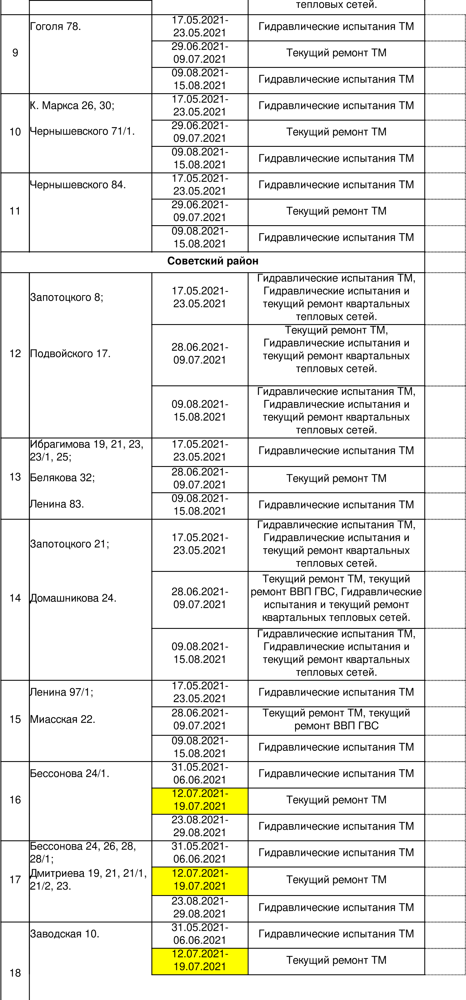 тепловых сетей.
9
Гоголя 78.
17.05.2021-
23.05.2021
Гидравлические испытания ТМ
29.06.2021-
09.07.2021
Текущий ремонт ТМ
09.08.2021-
15.08.2021
Гидравлические испытания ТМ
10
К. Маркса 26, 30;
Чернышевского 71/1.
17.05.2021-
23.05.2021
Гидравлические испытания ТМ
29.06.2021-
09.07.2021
Текущий ремонт ТМ
09.08.2021-
15.08.2021
Гидравлические испытания ТМ
11
Чернышевского 84.
17.05.2021-
23.05.2021
Гидравлические испытания ТМ
29.06.2021-
09.07.2021
Текущий ремонт ТМ
09.08.2021-
15.08.2021
Гидравлические испытания ТМ
Советский район
12
Запотоцкого 8;
Подвойского 17.
17.05.2021-
23.05.2021
Гидравлические испытания ТМ,
Гидравлические испытания и
текущий ремонт квартальных
тепловых сетей.
28.06.2021-
09.07.2021
Текущий ремонт ТМ,
Гидравлические испытания и
текущий ремонт квартальных
тепловых сетей.
09.08.2021-
15.08.2021
Гидравлические испытания ТМ,
Гидравлические испытания и
текущий ремонт квартальных
тепловых сетей.
13
Ибрагимова 19, 21, 23,
23/1, 25;
Белякова 32;
Ленина 83.
17.05.2021-
23.05.2021
Гидравлические испытания ТМ
28.06.2021-
09.07.2021
Текущий ремонт ТМ
09.08.2021-
15.08.2021
Гидравлические испытания ТМ
14
Запотоцкого 21;
Домашникова 24.
17.05.2021-
23.05.2021
Гидравлические испытания ТМ,
Гидравлические испытания и
текущий ремонт квартальных
тепловых сетей.
28.06.2021-
09.07.2021
Текущий ремонт ТМ, текущий
ремонт ВВП ГВС, Гидравлические
испытания и текущий ремонт
квартальных тепловых сетей.
09.08.2021-
15.08.2021
Гидравлические испытания ТМ,
Гидравлические испытания и
текущий ремонт квартальных
тепловых сетей.
15
Ленина 97/1;
Миасская 22.
17.05.2021-
23.05.2021
Гидравлические испытания ТМ
28.06.2021-
09.07.2021
Текущий ремонт ТМ, текущий
ремонт ВВП ГВС
09.08.2021-
15.08.2021
Гидравлические испытания ТМ
16
Бессонова 24/1.
31.05.2021-
06.06.2021
Гидравлические испытания ТМ
12.07.2021-
19.07.2021
Текущий ремонт ТМ
23.08.2021-
29.08.2021
Гидравлические испытания ТМ
17
Бессонова 24, 26, 28,
28/1;
Дмитриева 19, 21, 21/1,
21/2, 23.
31.05.2021-
06.06.2021
Гидравлические испытания ТМ
12.07.2021-
19.07.2021
Текущий ремонт ТМ
23.08.2021-
29.08.2021
Гидравлические испытания ТМ
18
Заводская 10.
31.05.2021-
06.06.2021
Гидравлические испытания ТМ
12.07.2021-
19.07.2021
Текущий ремонт ТМ